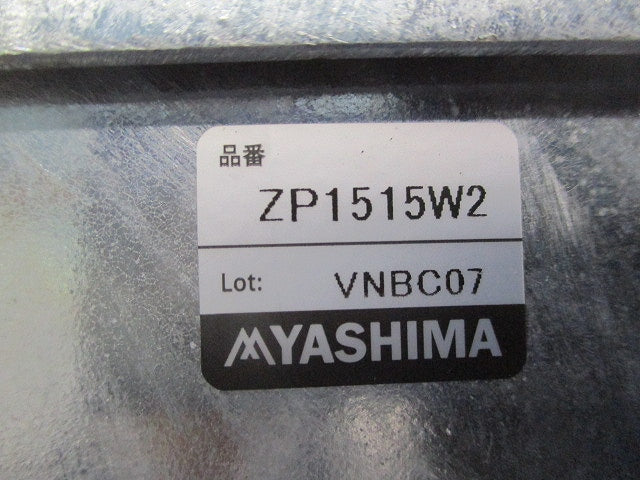 品番
ZP1515W2
Lot: VNBC07
YASHIMA